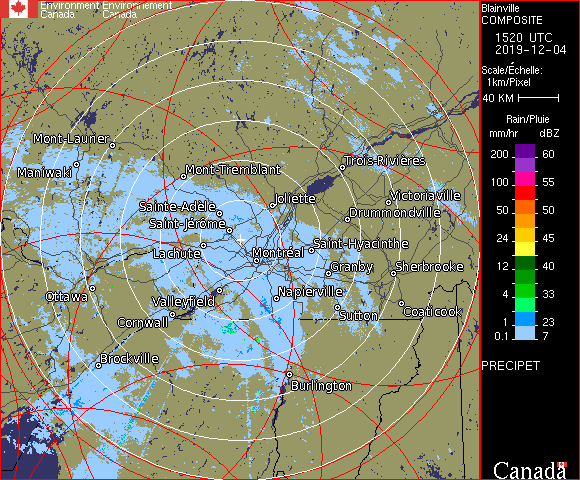 Environment Environnement
Canada Canada
Blainville
COMPOSITE
1520 UTC
2019-12-04
Scale/Échelle:
1km/Pixel
40 KM
Rain/Pluie
mm/hr dBZ
200 60
100 55
50 50
24 45
12 40
4 33
1 23
0.1 7
PRECIPET
Canada
Mont-Laurier
Maniwaki
Mont-Tremblant
Trois-Rivières
Sainte-Adèle
Joliette
Victoriaville
Saint-Jérôme
Drummondville
Lachute
Montréal
Saint-Hyacinthe
Granby
Sherbrooke
Ottawa
Valleyfield
Napierville
Cornwall
Sutton
Coaticook
Brockville
Burlington